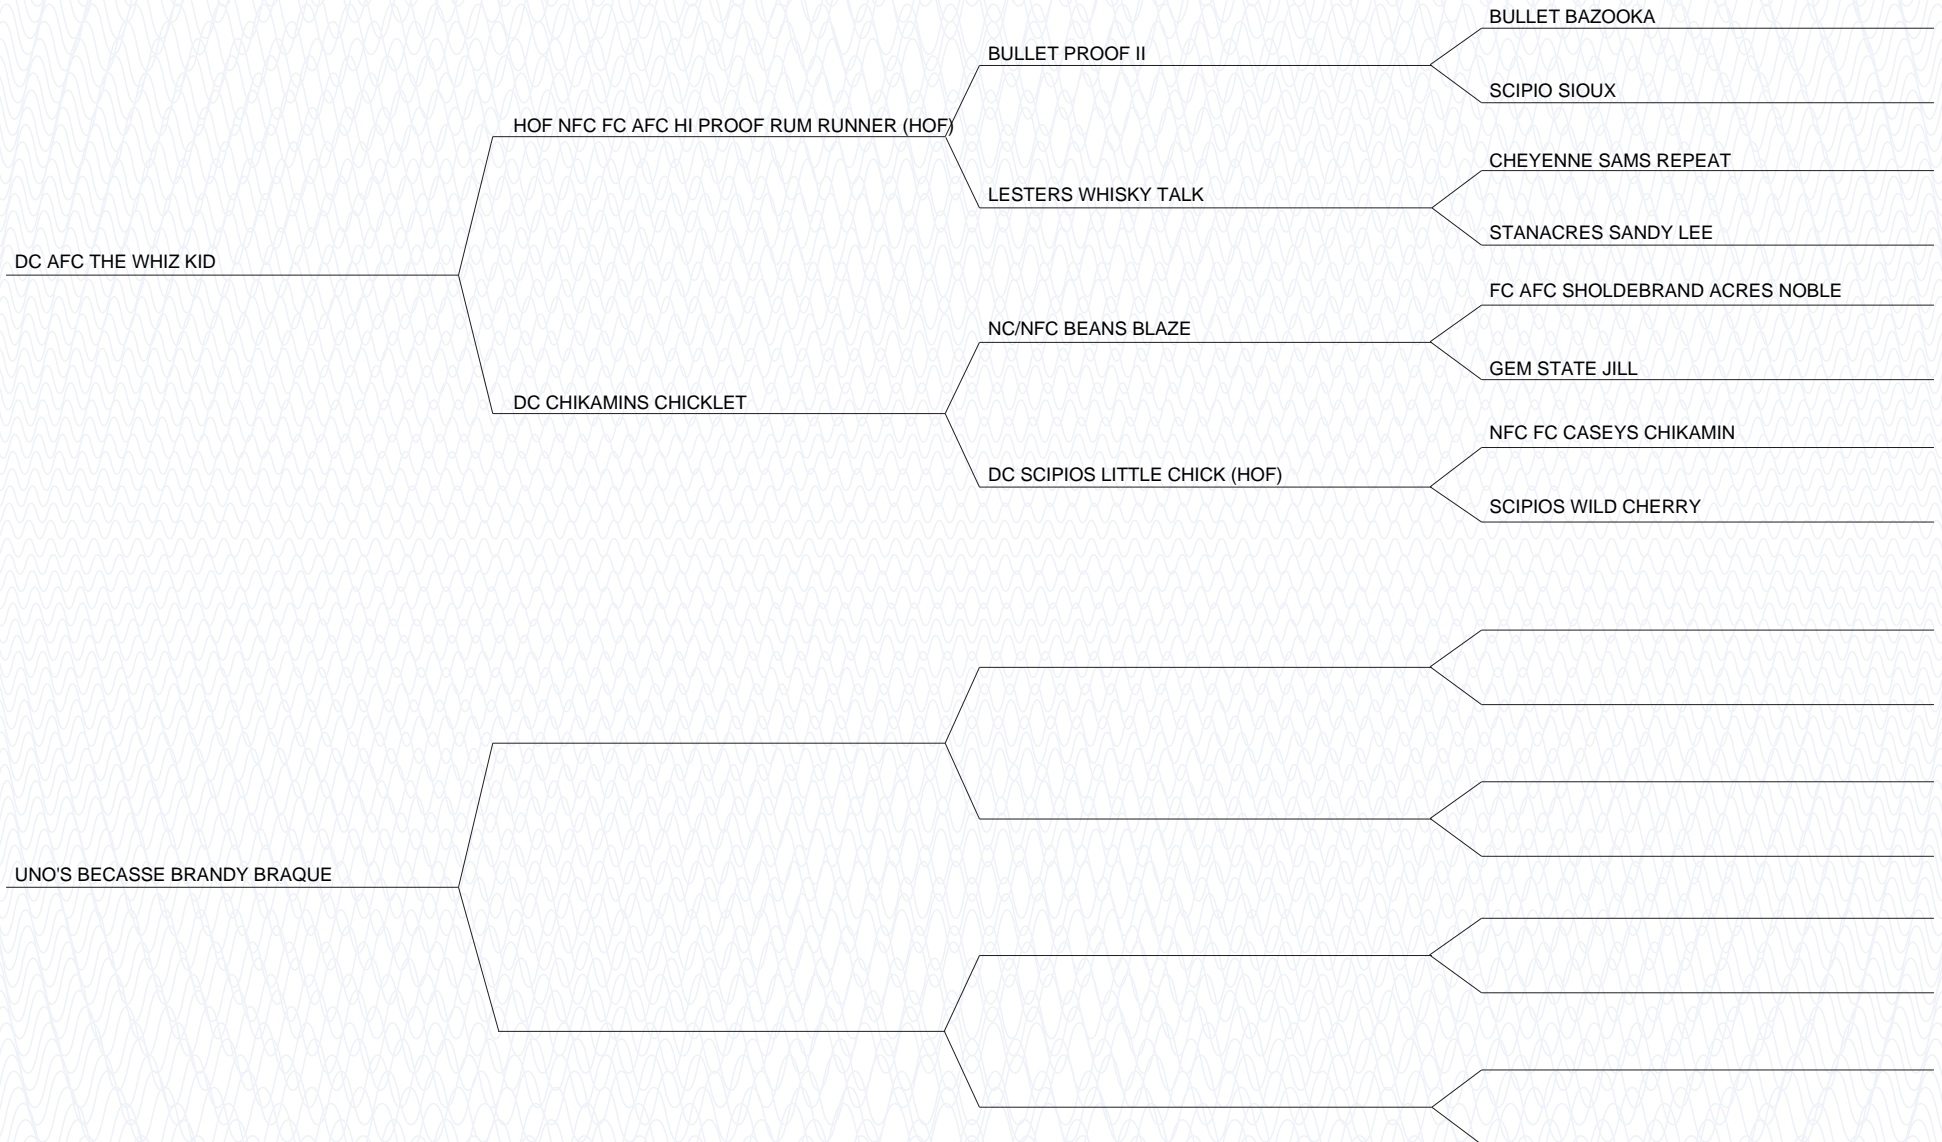 BULLET BAZOOKA
BULLET PROOF II
SCIPIO SIOUX
HOF NFC FC AFC HI PROOF RUM RUNNER (HOF)
CHEYENNE SAMS REPEAT
LESTERS WHISKY TALK
STANACRES SANDY LEE
DC AFC THE WHIZ KID
FC AFC SHOLDEBRAND ACRES NOBLE
NC/NFC BEANS BLAZE
GEM STATE JILL
DC CHIKAMINS CHICKLET
NFC FC CASEYS CHIKAMIN
DC SCIPIOS LITTLE CHICK (HOF)
SCIPIOS WILD CHERRY
UNO'S BECASSE BRANDY BRAQUE